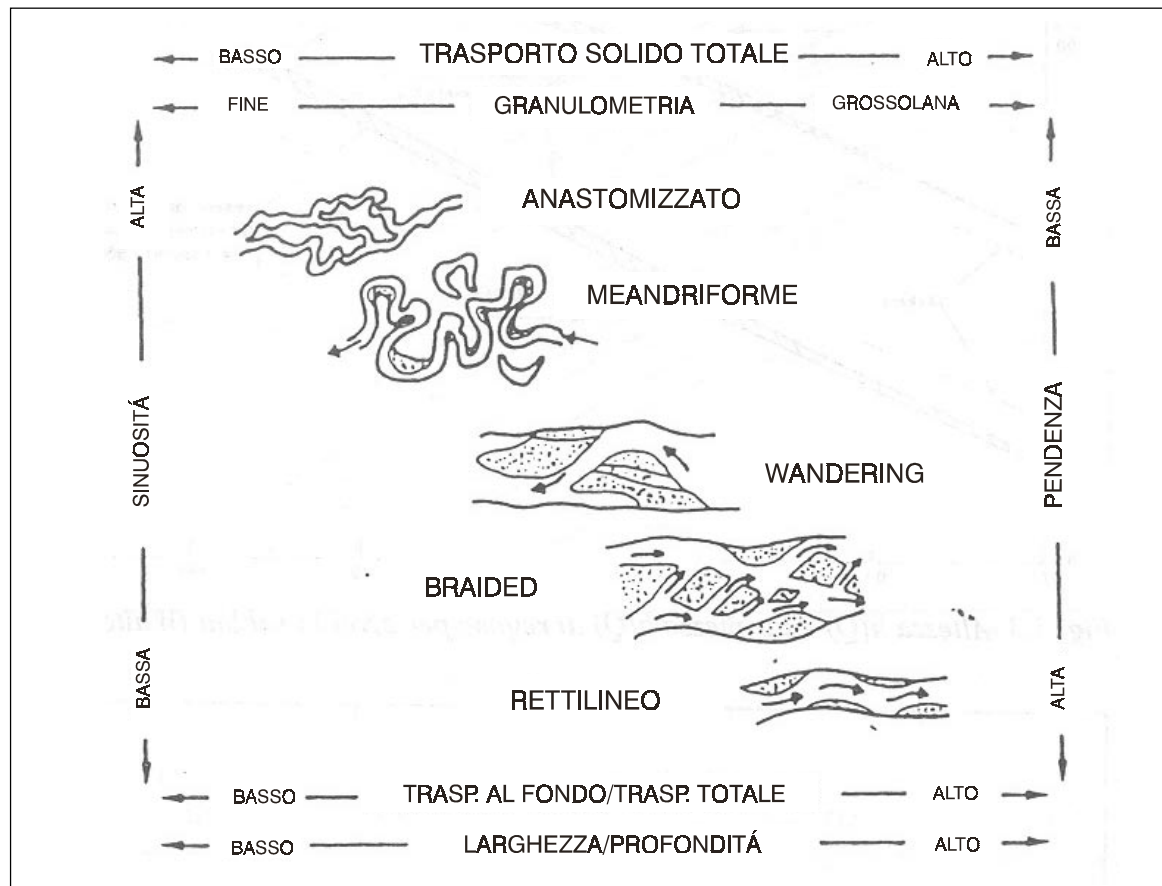 BASSO TRASPORTO SOLIDO TOTALE ALTO
FINE GRANULOMETRIA GROSSOLANA
ALTA
BASSA
ANASTOMIZZATO
MEANDRIFORME
SINUOSITÁ
PENDENZA
WANDERING
BRAIDED
BASSA
ALTA
RETTILINEO
BASSO TRASP. AL FONDO/TRASP. TOTALE ALTO
BASSO LARGHEZZA/PROFONDITÁ ALTO